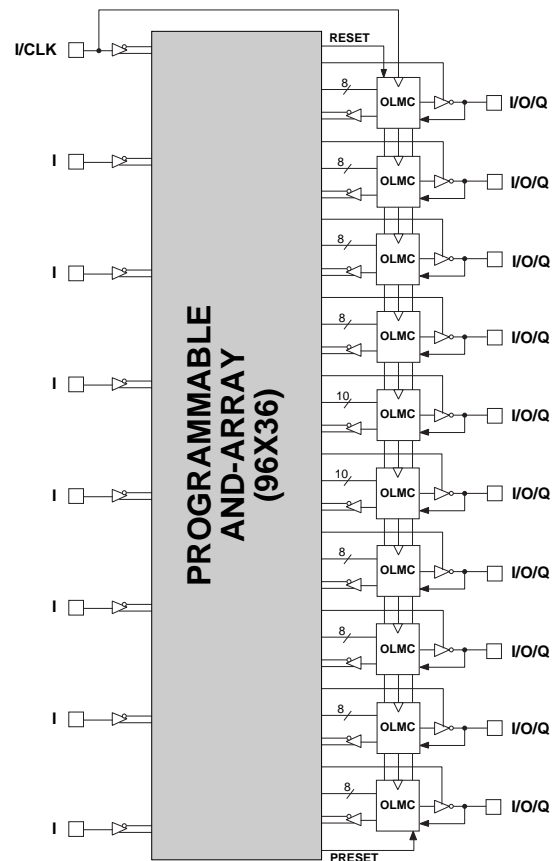 RESET
I/CLK
8
OLMC
I/O/Q
I
8
OLMC
I/O/Q
I
8
OLMC
I/O/Q
8
OLMC
I/O/Q
I
10
OLMC
I/O/Q
PROGRAMMABLE
AND-ARRAY
(96X36)
I
10
OLMC
I/O/Q
I
8
OLMC
I/O/Q
8
OLMC
I/O/Q
I
8
OLMC
I/O/Q
I
8
OLMC
I/O/Q
PRESET